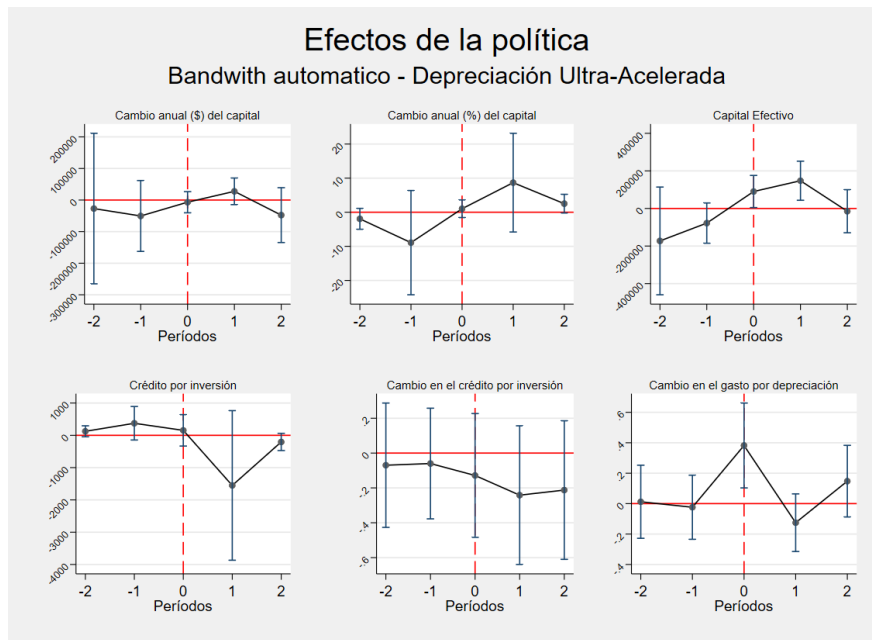 Efectos de la política
Bandwith automatico - Depreciación Ultra-Acelerada
Cambio anual ($) del capital
200000
100000
0
-100000
-200000
-300000
-2 -1 0 1 2
Períodos
Cambio anual (%) del capital
20
10
0
-10
-20
-2 -1 0 1 2
Períodos
Capital Efectivo
400000
200000
0
-200000
-400000
-2 -1 0 1 2
Períodos
Crédito por inversión
1000
0
-1000
-2000
-3000
-4000
-2 -1 0 1 2
Períodos
Cambio en el crédito por inversión
.2
0
-.2
-.4
-.6
-2 -1 0 1 2
Períodos
Cambio en el gasto por depreciación
.6
.4
.2
0
-.2
-.4
-2 -1 0 1 2
Períodos